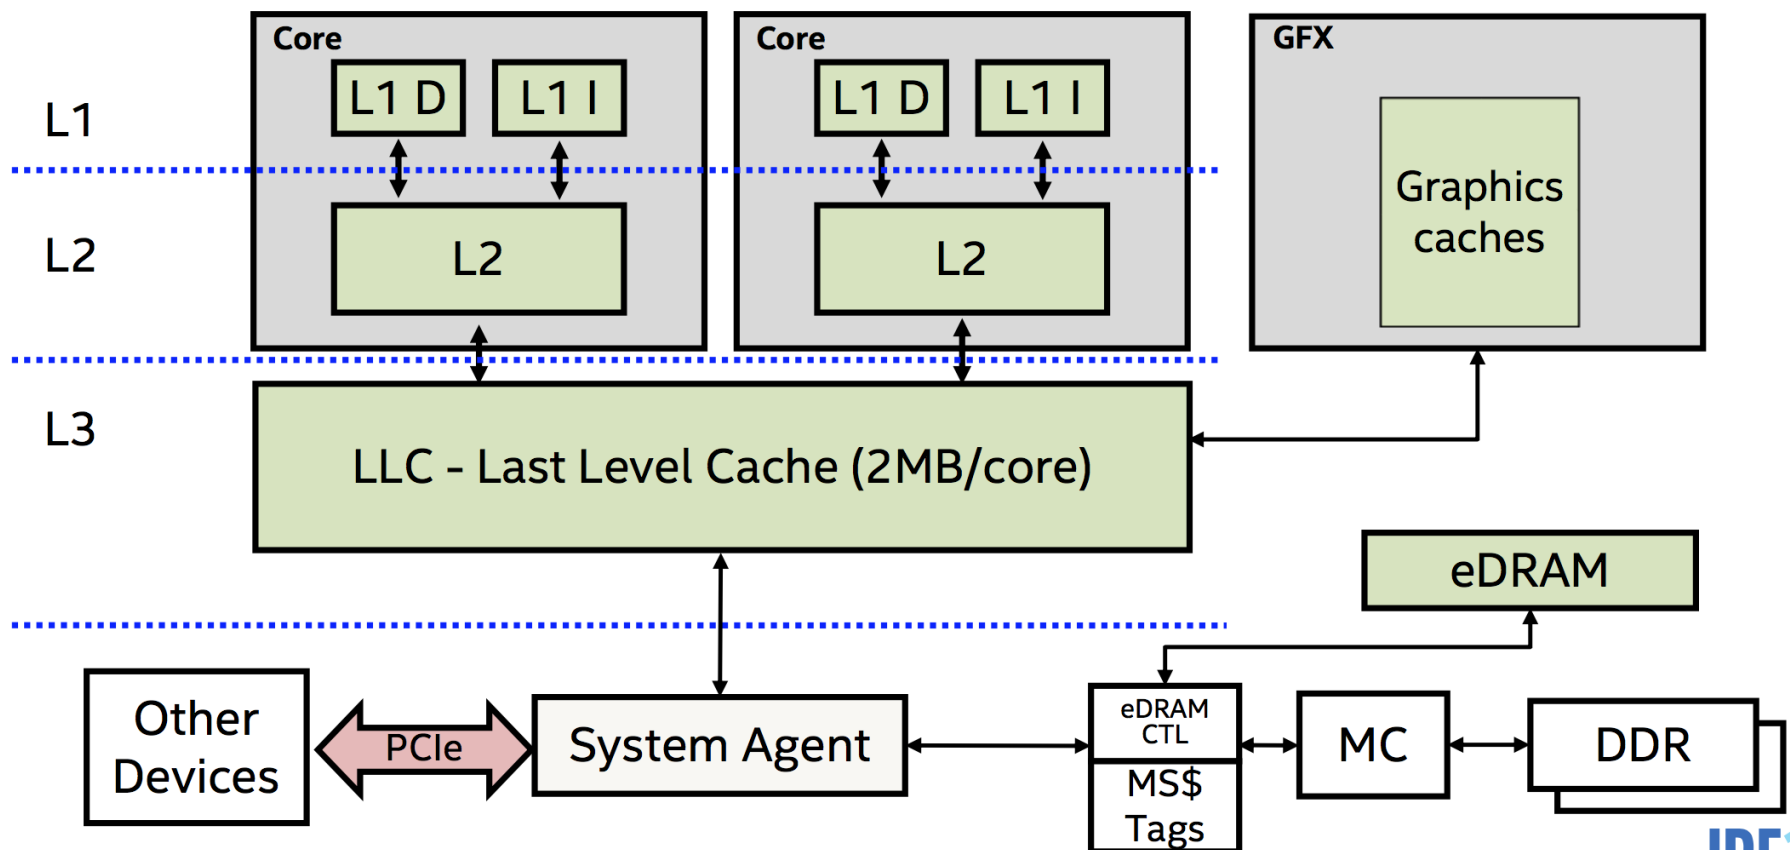 Core
Core
GFX
L1
L1 D
L1 I
L1 D
L1 I
Graphics
caches
L2
L2
L2
L3
LLC - Last Level Cache (2MB/core)
eDRAM
Other
Devices
PCIe
System Agent
eDRAM
CTL
MS$
Tags
MC
DDR